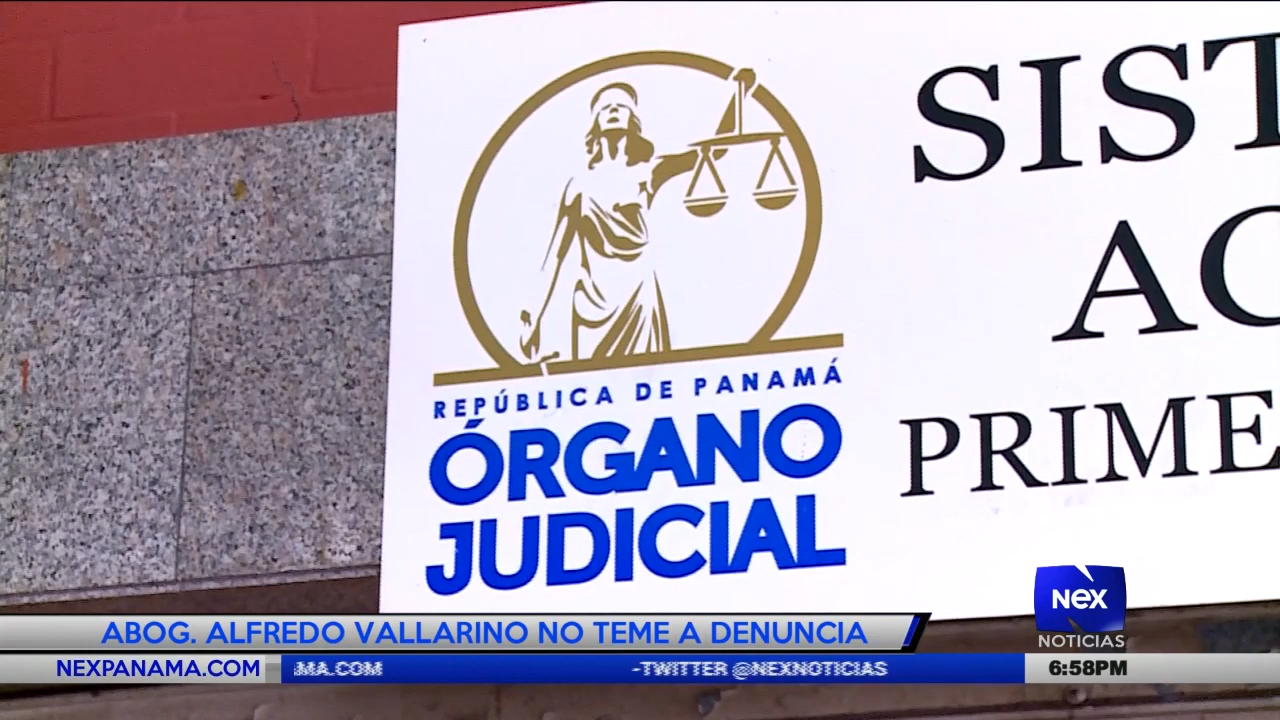 SIST
AC
PRIME
REPÚBLICA DE PANAMÁ
ÓRGANO
JUDICIAL
ABOG. ALFREDO VALLARINO NO TEME A DENUNCIA
nex
NOTICIAS
NEXPANAMA.COM
MA.COM
-TWITTER @NEXNOTICIAS
6:58PM